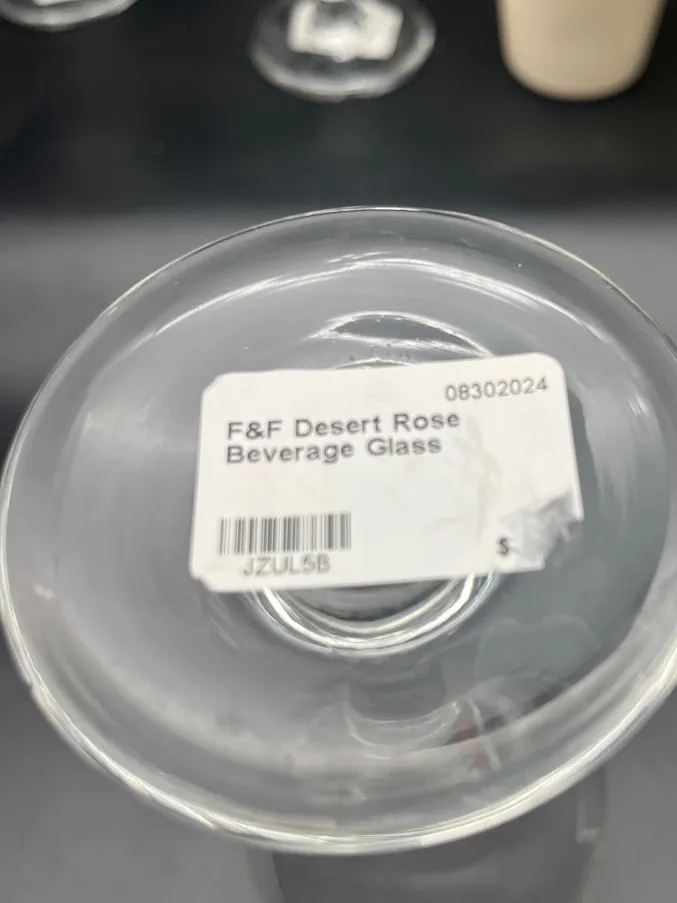 08302024
F&F Desert Rose
Beverage Glass
JZUL5B
$